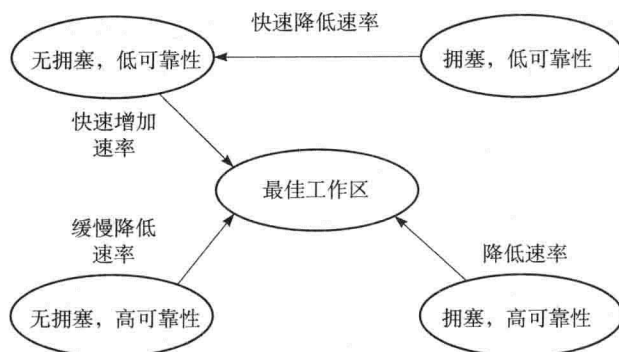 快速降低速率
无拥塞，低可靠性
拥塞，低可靠性
快速增加
速率
最佳工作区
缓慢降低
速率
降低速率
无拥塞，高可靠性
拥塞，高可靠性